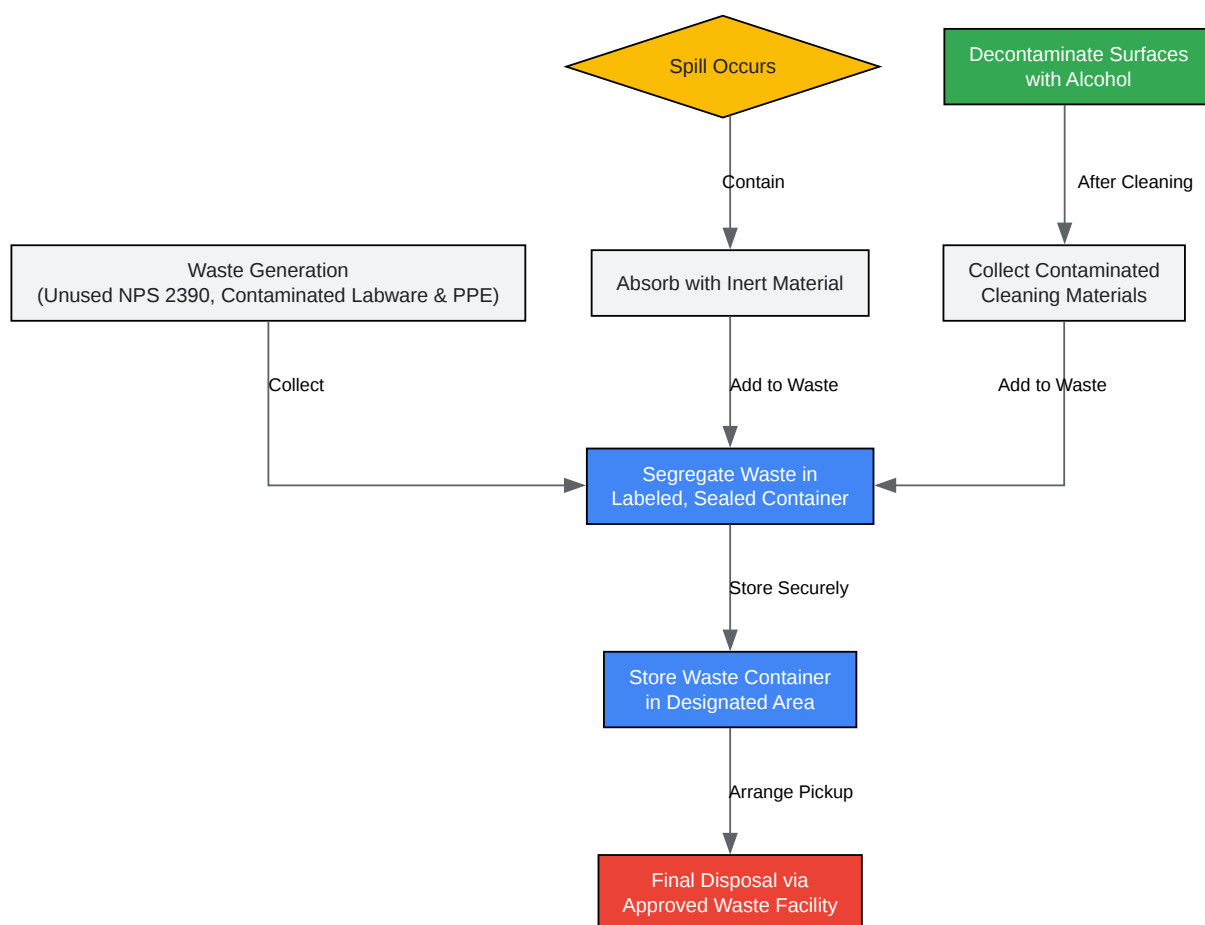 Spill Occurs
Decontaminate Surfaces
with Alcohol
Contain
After Cleaning
Waste Generation
(Unused NPS 2390, Contaminated Labware & PPE)
Absorb with Inert Material
Collect Contaminated
Cleaning Materials
Collect
Add to Waste
Add to Waste
Segregate Waste in
Labeled, Sealed Container
Store Securely
Store Waste Container
in Designated Area
Arrange Pickup
Final Disposal via
Approved Waste Facility